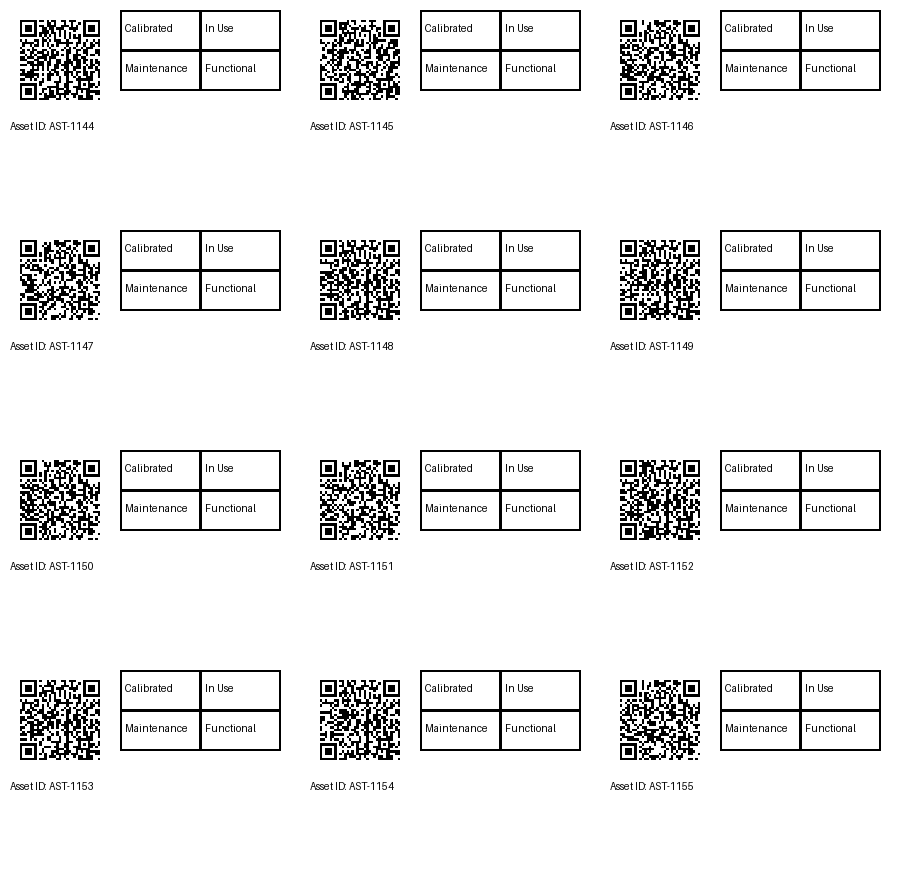 Calibrated In Use Calibrated In Use Calibrated In Use
Maintenance Functional Maintenance Functional Maintenance Functional
Asset ID: AST-1144 Asset ID: AST-1145 Asset ID: AST-1146
Calibrated In Use Calibrated In Use Calibrated In Use
Maintenance Functional Maintenance Functional Maintenance Functional
Asset ID: AST-1147 Asset ID: AST-1148 Asset ID: AST-1149
Calibrated In Use Calibrated In Use Calibrated In Use
Maintenance Functional Maintenance Functional Maintenance Functional
Asset ID: AST-1150 Asset ID: AST-1151 Asset ID: AST-1152
Calibrated In Use Calibrated In Use Calibrated In Use
Maintenance Functional Maintenance Functional Maintenance Functional
Asset ID: AST-1153 Asset ID: AST-1154 Asset ID: AST-1155